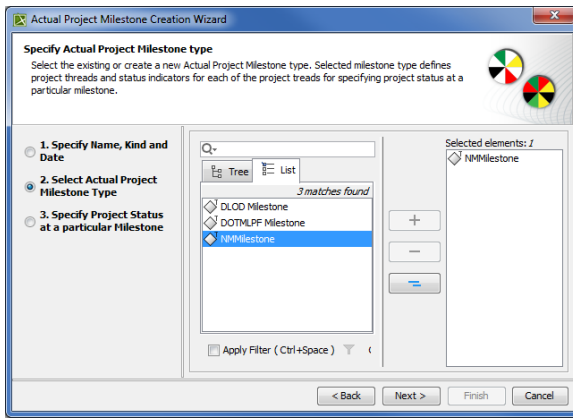 Actual Project Milestone Creation Wizard
Specify Actual Project Milestone type
Select the existing or create a new Actual Project Milestone type. Selected milestone type defines
project threads and status indicators for each of the project treads for specifying project status at a
particular milestone.
1. Specify Name, Kind and
Date
2. Select Actual Project
Milestone Type
3. Specify Project Status
at a particular Milestone
Tree
List
3 matches found
DLOD Milestone
DOTMLPF Milestone
NMMilestone
Apply Filter ( Ctrl+Space )
Selected elements: 1
NMMilestone
< Back
Next >
Finish
Cancel